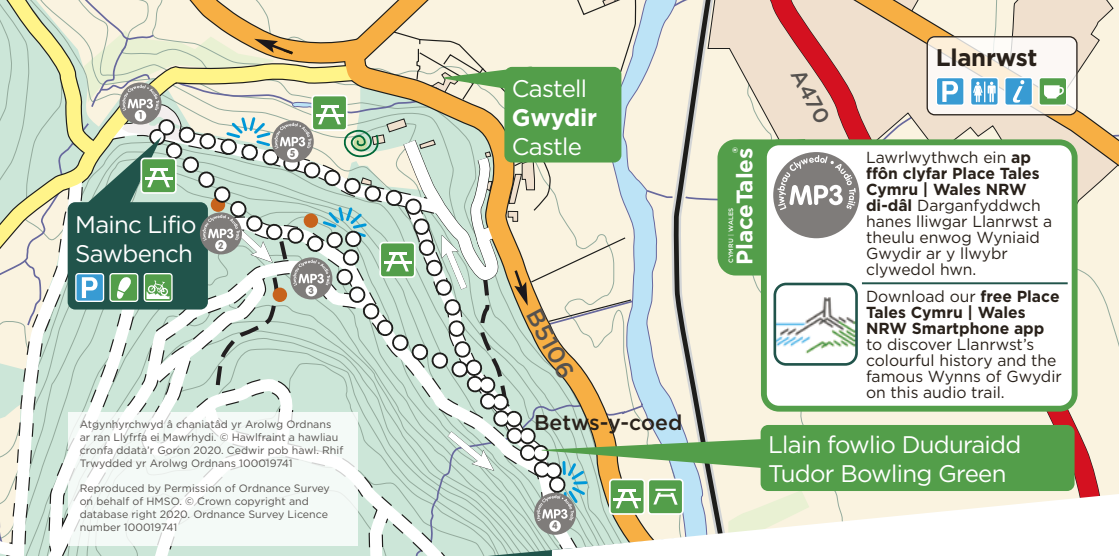 Llanrwst
P
i
A470
Castell
Gwydir
Castle
MP3
1
MP3
5
MP3
2
MP3
3
MP3
4
Mainc Lifio
Sawbench
P
B5106
Betws-y-coed
CYMRU | WALES
PlaceTales®
Llwybrau Clywedol • Audio Trails
MP3
Lawrlwythwch ein ap
ffôn clyfar Place Tales
Cymru | Wales NRW
di-dâl Darganfyddwch
hanes lliwgar Llanrwst a
theulu enwog Wyniaid
Gwydir ar y llwybr
clywedol hwn.
Download our free Place
Tales Cymru | Wales
NRW Smartphone app
to discover Llanrwst's
colourful history and the
famous Wynns of Gwydir
on this audio trail.
Llain fowlio Duduraidd
Tudor Bowling Green
Atgynhyrchwyd â chaniatâd yr Arolwg Ordnans
ar ran Llyfrfa ei Mawrhydi. © Hawlfraint a hawliau
cronfa ddata'r Goron 2020. Cedwir pob hawl. Rhif
Trwydded yr Arolwg Ordnans 100019741
Reproduced by Permission of Ordnance Survey
on behalf of HMSO. © Crown copyright and
database right 2020. Ordnance Survey Licence
number 100019741